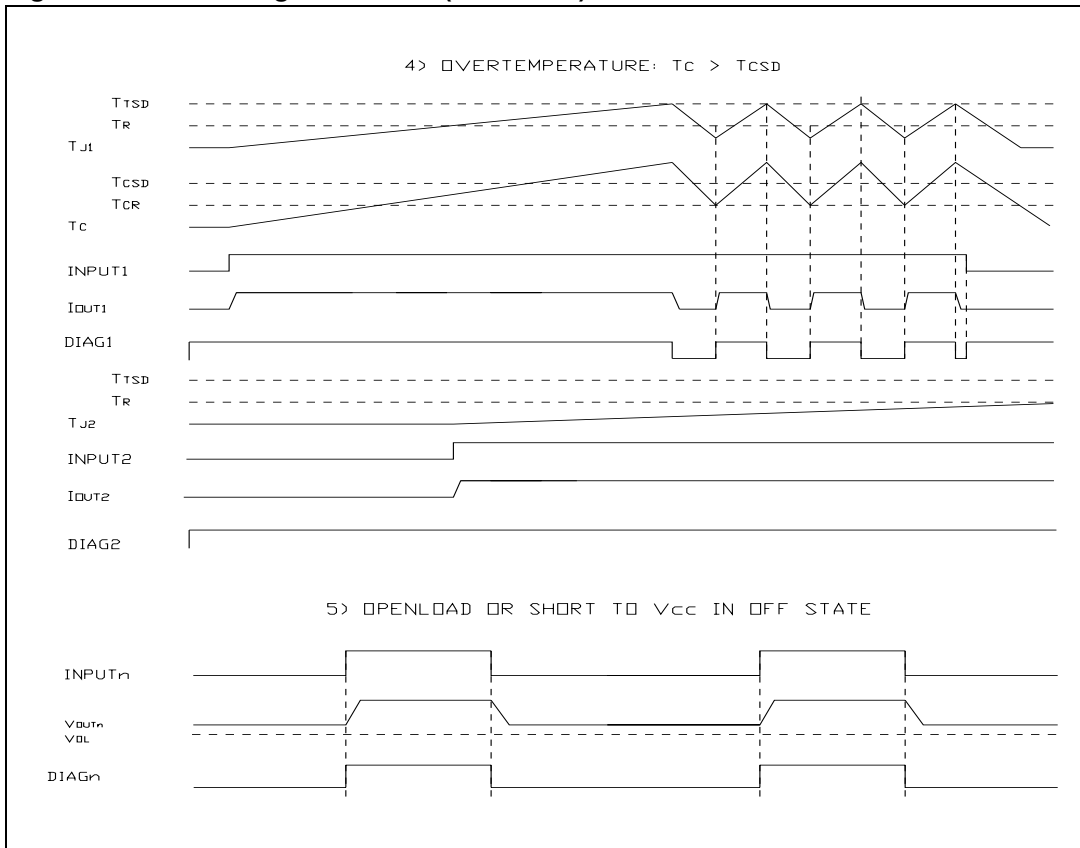 4) OVERTEMPERATURE: TC > TCSD
TTSD
TR
TJ1
TCSD
TCR
TC
INPUT1
IOUT1
DIAG1
TTSD
TR
TJ2
INPUT2
IOUT2
DIAG2
5) OPENLOAD OR SHORT TO Vcc IN OFF STATE
INPUTn
VOUTn
VOL
DIAGn